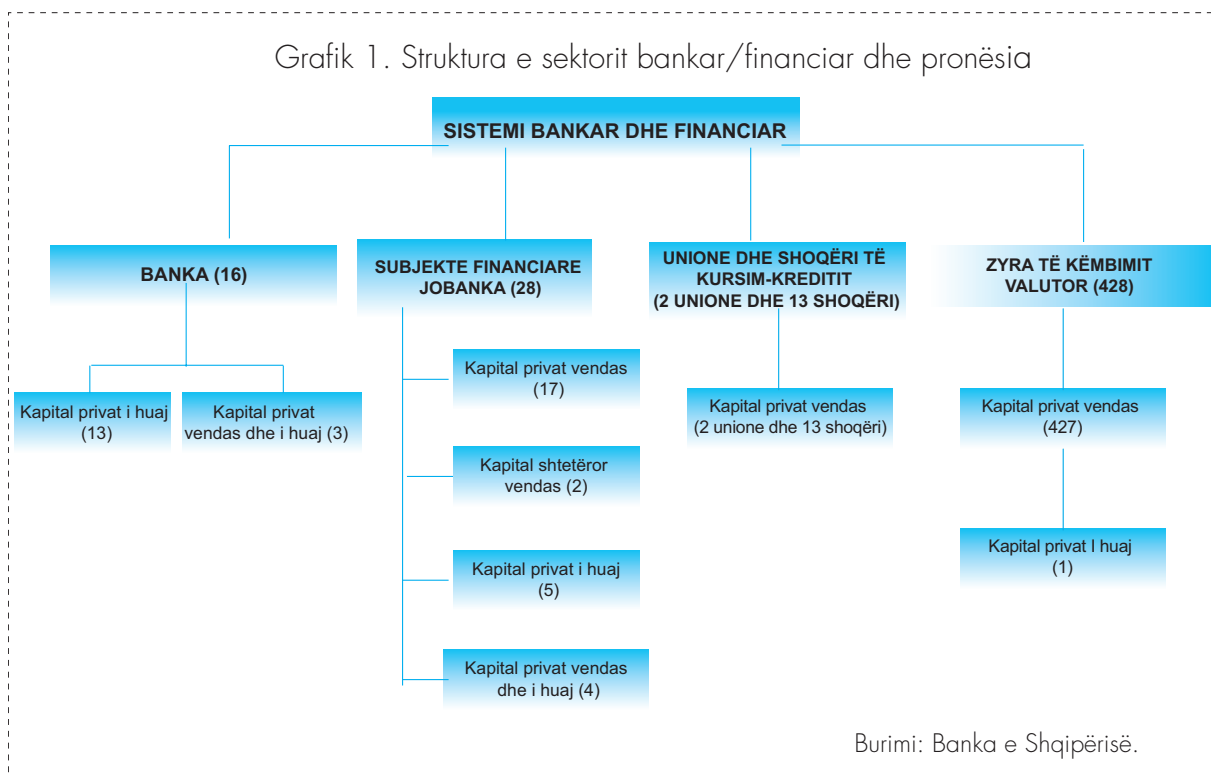 Grafik 1. Struktura e sektorit bankar/financiar dhe pronësia
SISTEMI BANKAR DHE FINANCIAR
BANKA (16)
Kapital privat i huaj
(13)
Kapital privat
vendas dhe i huaj (3)
SUBJEKTE FINANCIARE
JOBANKA (28)
Kapital privat vendas
(17)
Kapital shtetëror
vendas (2)
Kapital privat i huaj
(5)
Kapital privat vendas
dhe i huaj (4)
UNIONE DHE SHOQËRI TË
KURSIM-KREDITIT
(2 UNIONE DHE 13 SHOQËRI)
Kapital privat vendas
(2 unione dhe 13 shoqëri)
ZYRA TË KËMBIMIT
VALUTOR (428)
Kapital privat vendas
(427)
Kapital privat I huaj
(1)
Burimi: Banka e Shqipërisë.